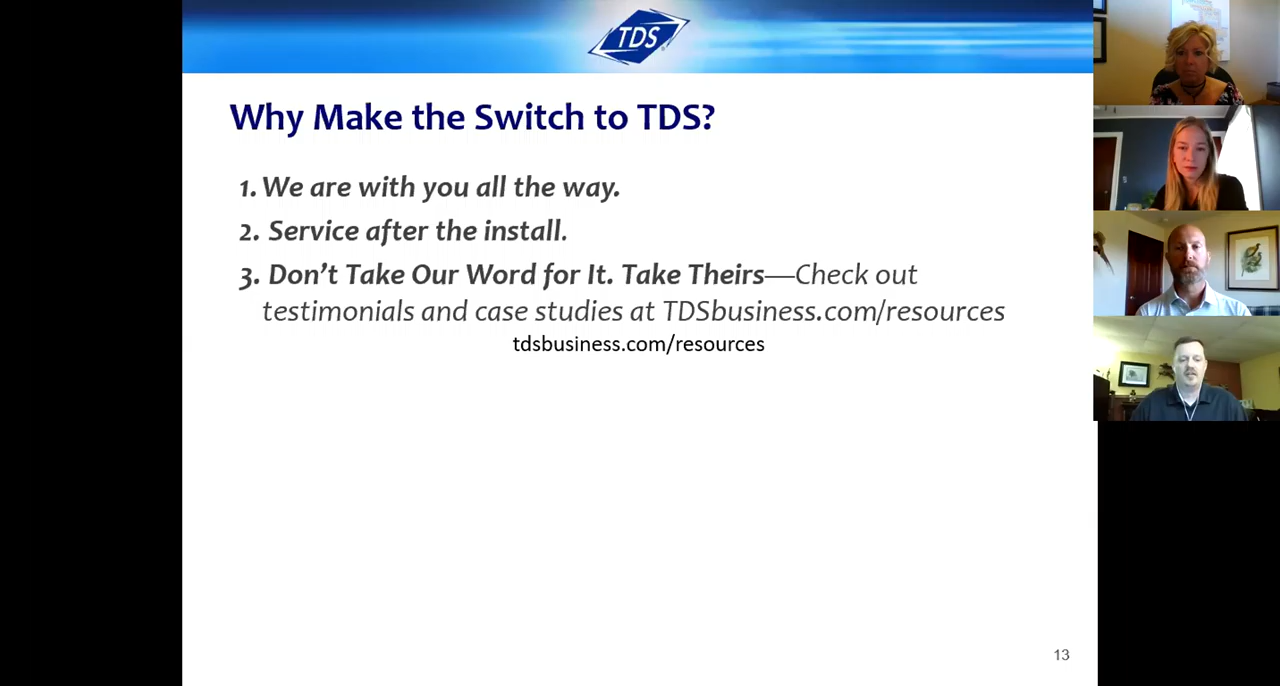 TDS
Why Make the Switch to TDS?
1. We are with you all the way.
2. Service after the install.
3. Don’t Take Our Word for It. Take Theirs—Check out
testimonials and case studies at TDSbusiness.com/resources
tdsbusiness.com/resources
13